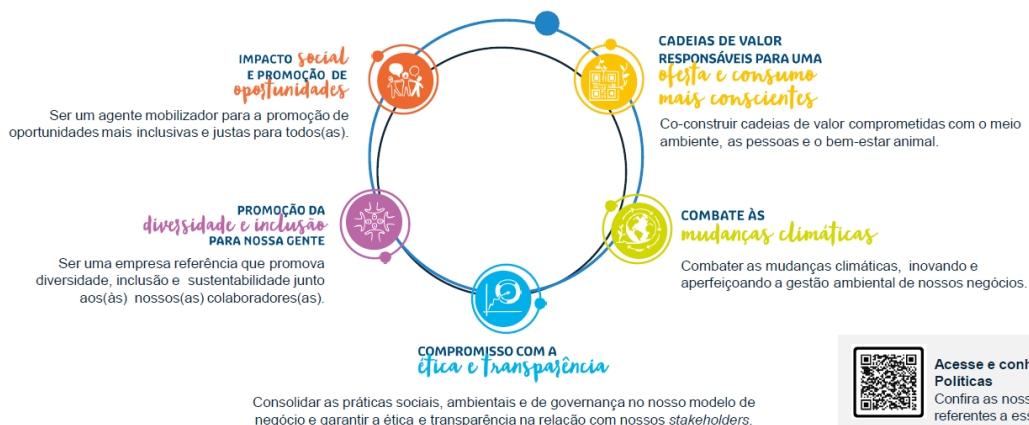 IMPACTO social
E PROMOÇÃO DE
oportunidades
Ser um agente mobilizador para a promoção de
oportunidades mais inclusivas e justas para todos(as).
CADEIAS DE VALOR
RESPONSÁVEIS PARA UMA
oferta e consumo
mais conscientes
Co-construir cadeias de valor comprometidas com o meio
ambiente, as pessoas e o bem-estar animal.
PROMOÇÃO DA
diversidade e inclusão
PARA NOSSA GENTE
Ser uma empresa referência que promova
diversidade, inclusão e sustentabilidade junto
aos(às) nossos(as) colaboradores(as).
COMBATE ÀS
mudanças climáticas
Combater as mudanças climáticas, inovando e
aperfeiçoando a gestão ambiental de nossos negócios.
COMPROMISSO COM A
ética e transparência
Consolidar as práticas sociais, ambientais e de governança no nosso modelo de
negócio e garantir a ética e transparência na relação com nossos stakeholders.
Acesse e
Políticas
Confira as
referentes a